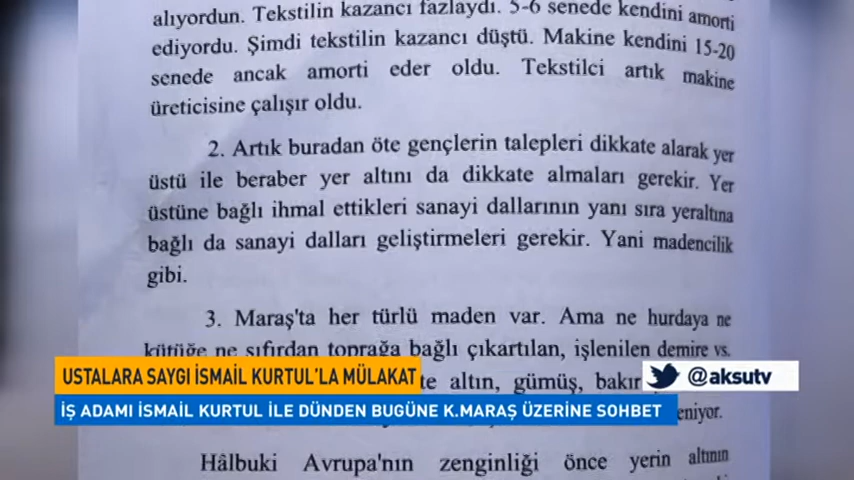 alıyordun. Tekstilin kazancı fazlaydı. 5-6 senede kendini amorti
ediyordu. Şimdi tekstilin kazancı düştü. Makine kendini 15-20
senede ancak amorti eder oldu. Tekstilci artık makine
üreticisine çalışır oldu.
2. Artık buradan öte gençlerin talepleri dikkate alarak yer
üstü ile beraber yer altını da dikkate almaları gerekir. Yer
üstüne bağlı ihmal ettikleri sanayi dallarının yanı sıra yeraltına
bağlı da sanayi dalları geliştirmeleri gerekir. Yani madencilik
gibi.
3. Maraş'ta her türlü maden var. Ama ne hurdaya ne
kütüğe ne sıfırdan toprağa bağlı çıkartılan, işlenilen demire vs.
altın, gümüş, bakır
USTALARA SAYGI İSMAİL KURTUL'LA MÜLAKAT
@aksutv
İŞ ADAMI İSMAİL KURTUL İLE DÜNDEN BUGÜNE K.MARAŞ ÜZERİNE SOHBET
Hâlbuki Avrupa'nın zenginliği önce yerin altının